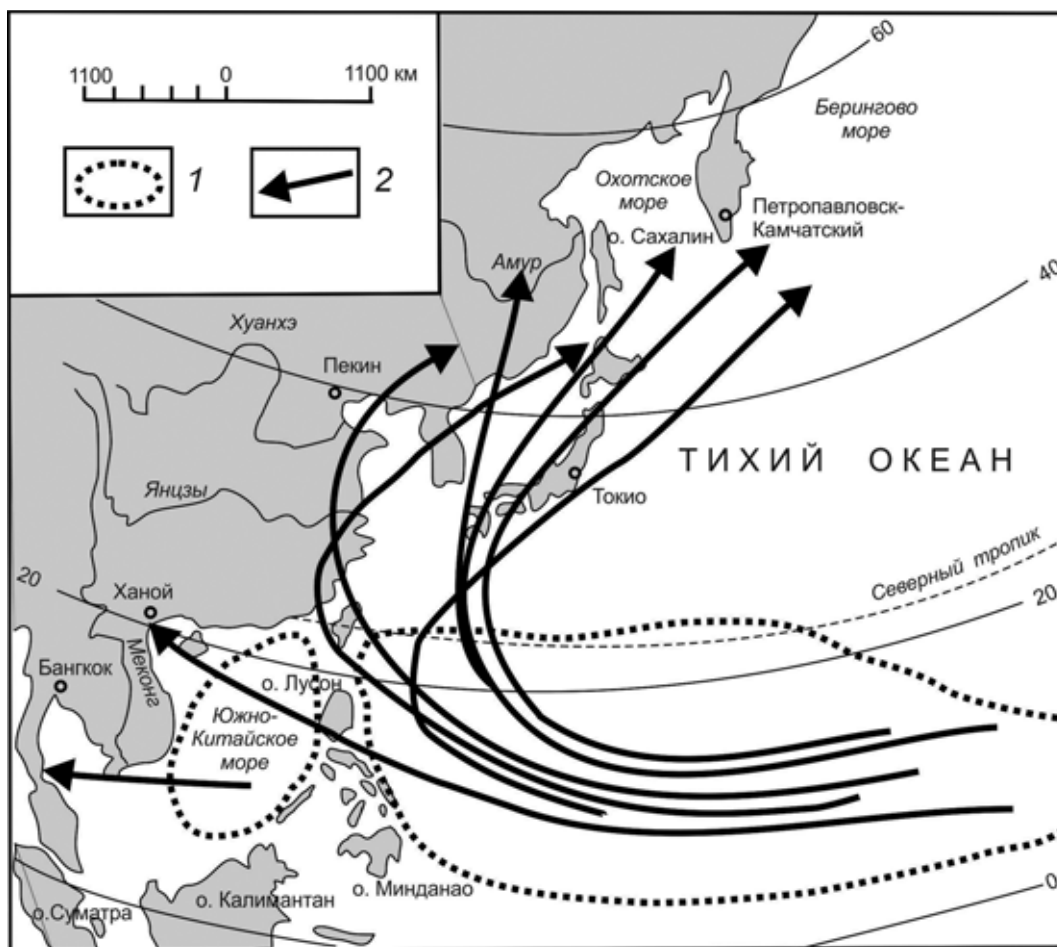 1100 0 1100 км
1 2
60
Берингово
море
Охотское
море
Петропавловск-
Камчатский
о. Сахалин
Амур
40
Хуанхэ
Пекин
ТИХИЙ ОКЕАН
Токио
Янцзы
Северный тропик
20
Ханой
20
Бангкок
Меконг
о. Лусон
Южно-
Китайское
море
о. Минданао
о. Калимантан
о.Суматра
0